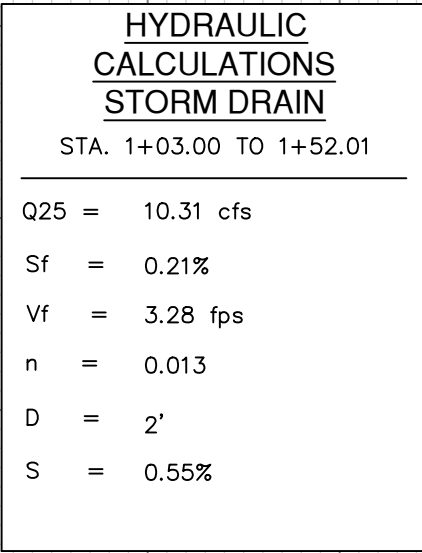 HYDRAULIC
CALCULATIONS
STORM DRAIN
STA. 1+03.00 TO 1+52.01
Q25 = 10.31 cfs
Sf = 0.21%
Vf = 3.28 fps
n = 0.013
D = 2'
S = 0.55%